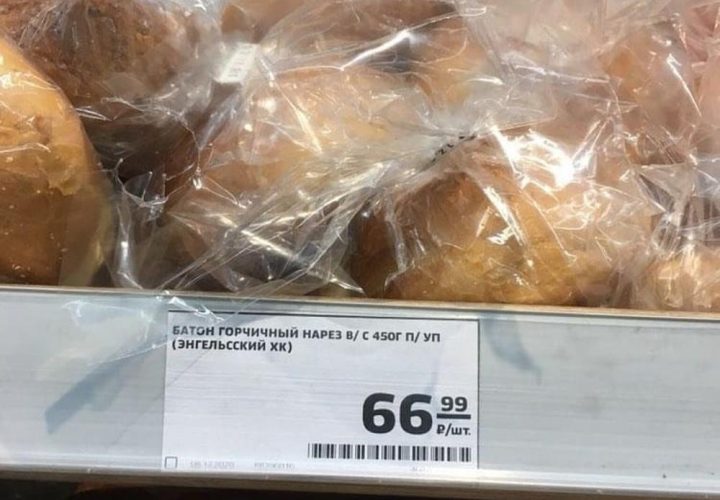 БАТОН ГОРЧИЧНЫЙ НАРЕЗ В/ С 450Г П/ УП
(ЭНГЕЛЬССКИЙ ХК)
66 99
₽/шт.